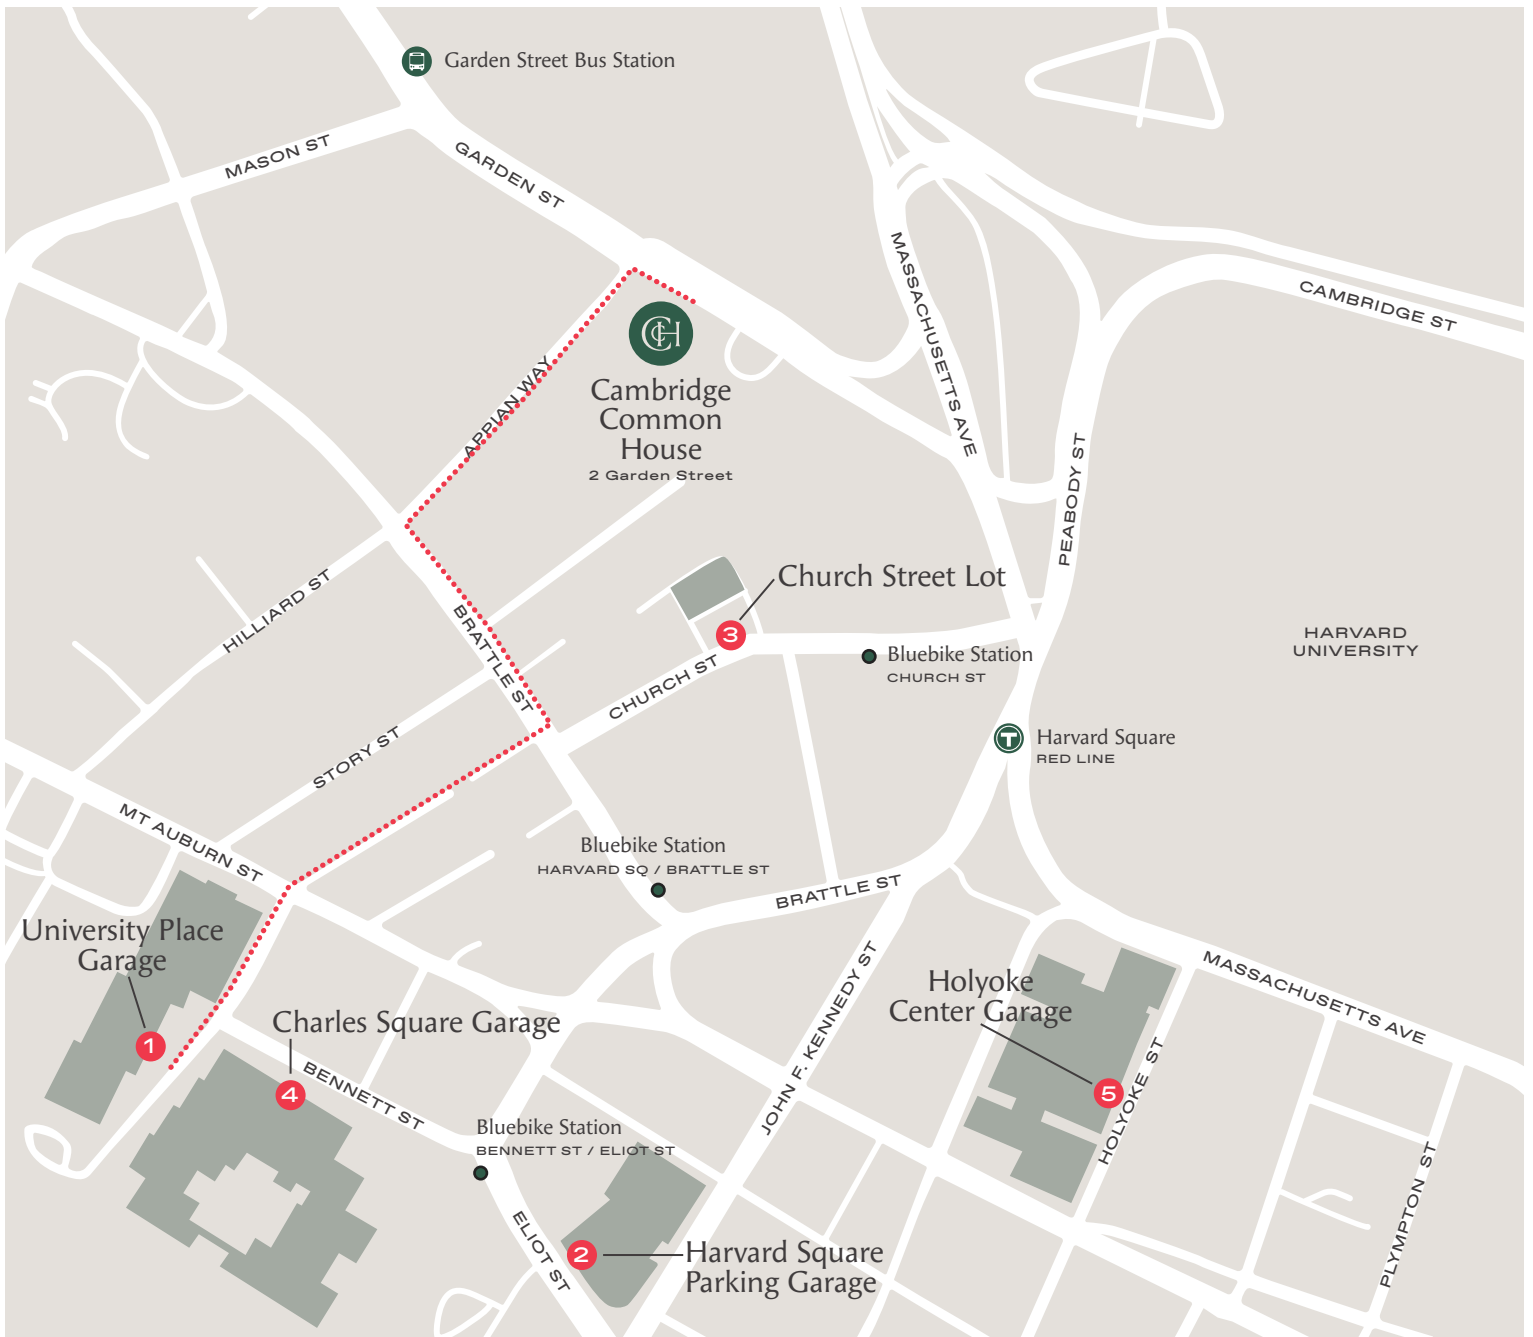 Garden Street Bus Station
MASON ST
GARDEN ST
MASSACHUSETTS AVE
CAMBRIDGE ST
CCH
APPIAN WAY
Cambridge
Common
House
2 Garden Street
PEABODY ST
HILLIARD ST
BRATTLE ST
Church Street Lot
3
CHURCH ST
Bluebike Station
CHURCH ST
HARVARD
UNIVERSITY
STORY ST
T
Harvard Square
RED LINE
MT AUBURN ST
Bluebike Station
HARVARD SQ / BRATTLE ST
BRATTLE ST
University Place
Garage
1
Charles Square Garage
4
BENNETT ST
JOHN F. KENNEDY ST
Holyoke
Center Garage
5
HOLYOKE ST
MASSACHUSETTS AVE
Bluebike Station
BENNETT ST / ELIOT ST
ELIOT ST
2
Harvard Square
Parking Garage
PLYMPTON ST